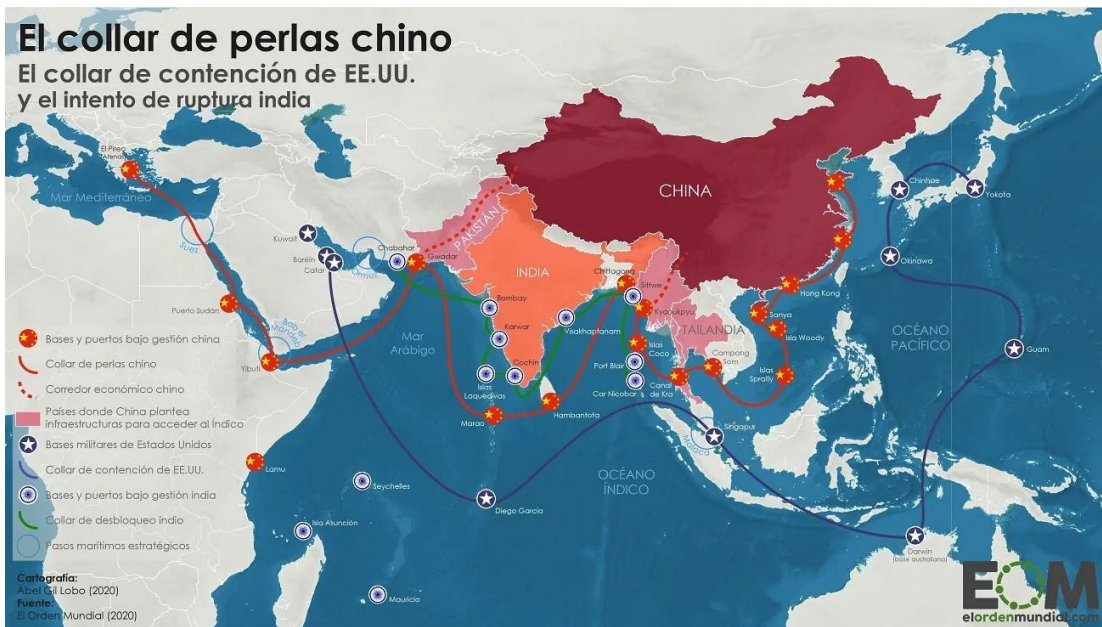 El collar de perlas chino
El collar de contención de EE.UU.
y el intento de ruptura india
El Pireo
(Atenas)
Mar Mediterráneo
Suez
Kuwait
Baréin
Catar
Ormuz
Chabahar
Gwadar
PAKISTÁN
CHINA
INDIA
Chittagong
Sittwe
Kyaukpyu
Bombay
Karwar
Visakhaptanam
Cochín
Islas
Laquedivas
Puerto Sudán
Bab el
Mandeb
Yibuti
Mar
Arábigo
Marao
Hambantota
Islas
Coco
Port Blair
Car Nicobar
TAILANDIA
Canal
de Kra
Campong
Som
Hong Kong
Sanya
Isla Woody
Islas
Spratly
Chinhae
Yokota
Okinawa
OCÉANO
PACÍFICO
Guam
Singapur
Malaca
OCÉANO
ÍNDICO
Lamu
Seychelles
Diego García
Isla Asunción
Mauricio
Darwin
(base australiana)
Bases y puertos bajo gestión china
Collar de perlas chino
Corredor económico chino
Países donde China plantea
infraestructuras para acceder al Índico
Bases militares de Estados Unidos
Collar de contención de EE.UU.
Bases y puertos bajo gestión india
Collar de desbloqueo indio
Pasos marítimos estratégicos
Cartografía:
Abel Gil Lobo (2020)
Fuente:
El Orden Mundial (2020)
EOM
elordenmundial.com